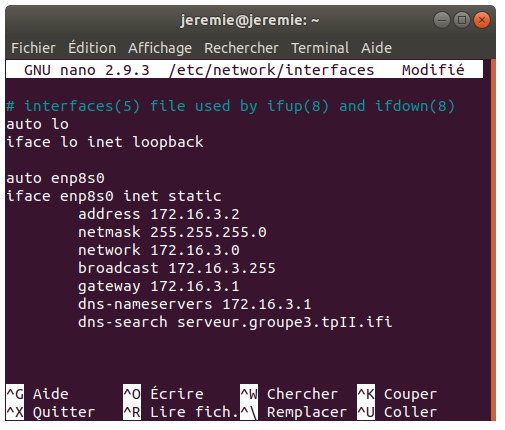 jeremie@jeremie: ~
Fichier Édition Affichage Rechercher Terminal Aide
GNU nano 2.9.3 /etc/network/interfaces Modifié
# interfaces(5) file used by ifup(8) and ifdown(8)
auto lo
iface lo inet loopback
auto enp8s0
iface enp8s0 inet static
address 172.16.3.2
netmask 255.255.255.0
network 172.16.3.0
broadcast 172.16.3.255
gateway 172.16.3.1
dns-nameservers 172.16.3.1
dns-search serveur.groupe3.tpII.ifi
^G Aide ^O Écrire ^W Chercher ^K Couper
^X Quitter ^R Lire fich. ^\ Remplacer ^U Coller